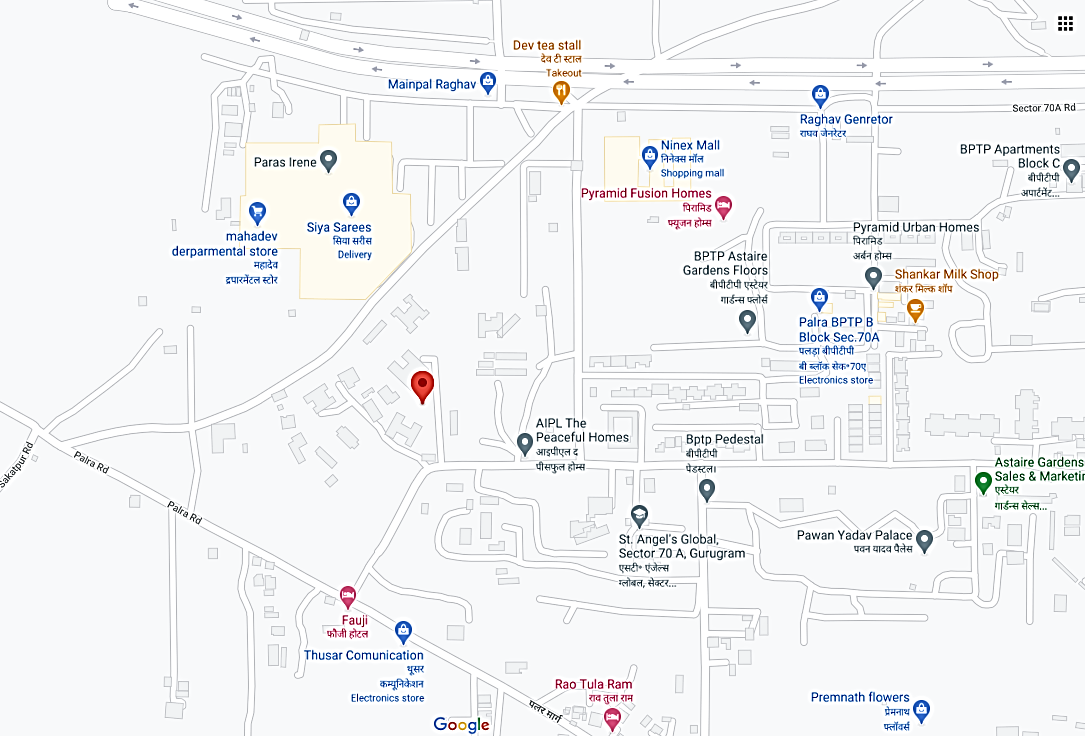 Dev tea stall
देव टी स्टाल
Takeout
Mainpal Raghav
Sector 70A Rd
Raghav Genretor
राघव जेनरेटर
Ninex Mall
निनेक्स मॉल
Shopping mall
BPTP Apartments
Block C
बीपीटीपी
अपार्टमेंट...
Paras Irene
Pyramid Fusion Homes
पिरामिड
फ्यूजन होम्स
Siya Sarees
सिया सरीस
Delivery
mahadev
derparmental store
महादेव
द्रपारमेंटल स्टोर
Pyramid Urban Homes
पिरामिड
अर्बन होम्स
BPTP Astaire
Gardens Floors
बीपीटीपी एस्टेयर
गार्डन्स फ्लोर्स
Shankar Milk Shop
शंकर मिल्क शॉप
Palra BPTP B
Block Sec.70A
पलड़ा बीपीटीपी
बी ब्लॉक सेक॰70ए
Electronics store
AIPL The
Peaceful Homes
आइपीएल द
पीसफुल होम्स
Bptp Pedestal
बीपीटीपी
पेडस्टल।
Sakatpur Rd
Palra Rd
Palra Rd
Astaire Gardens
Sales & Marketin
एस्टेयर
गार्डन्स सेल्स...
St. Angel's Global,
Sector 70 A, Gurugram
एसटी॰ एंजेल्स
ग्लोबल, सेक्टर...
Pawan Yadav Palace
पवन यादव पैलेस
Fauji
फौजी होटल
Thusar Comunication
थूसर
कम्यूनिकेशन
Electronics store
Rao Tula Ram
राव तुला राम
पलर मार्ग
Premnath flowers
प्रेमनाथ
फ्लॉवर्स
Google